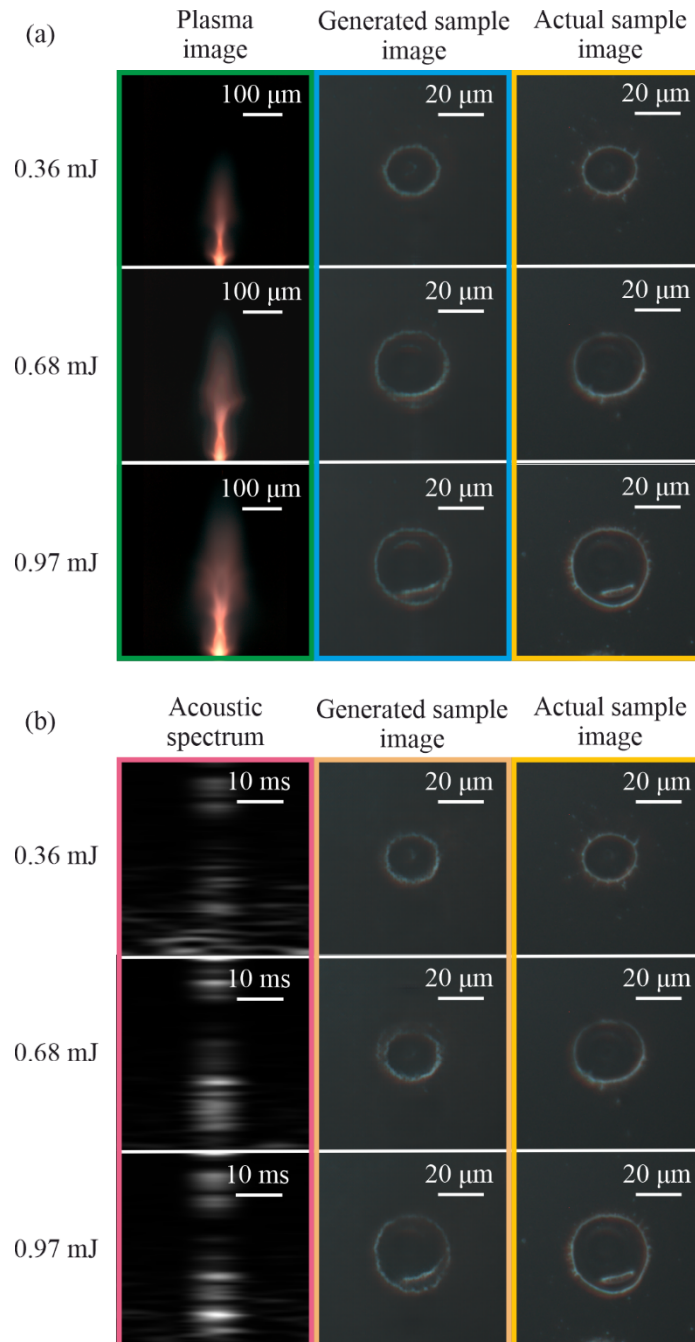 (a)
Plasma
image
Generated sample
image
Actual sample
image
0.36 mJ
100 μm
20 μm
20 μm
0.68 mJ
100 μm
20 μm
20 μm
0.97 mJ
100 μm
20 μm
20 μm
(b)
Acoustic
spectrum
Generated sample
image
Actual sample
image
0.36 mJ
10 ms
20 μm
20 μm
0.68 mJ
10 ms
20 μm
20 μm
0.97 mJ
10 ms
20 μm
20 μm